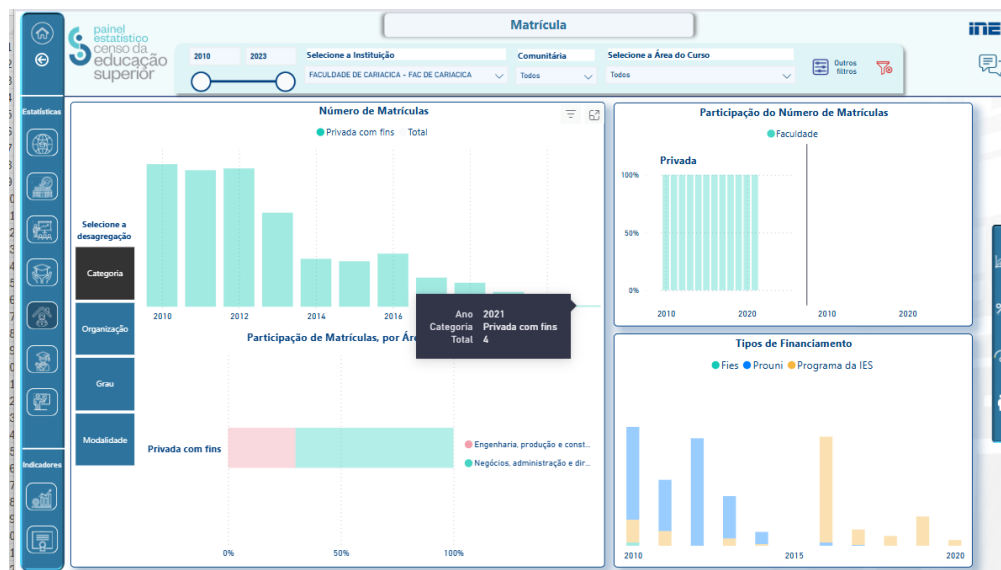 Matrícula
painel
estatístico
censo da
educação
superior
2010
2023
Selecione a Instituição
FACULDADE DE CARIACICA - FAC DE CARIACICA
Comunitária
Todos
Selecione a Área do Curso
Todos
Outros
filtros
Estatísticas
Selecione a
desagregação
Categoria
Organização
Grau
Modalidade
Indicadores
Número de Matrículas
Privada com fins Total
2010 2012 2014 2016
Ano 2021
Categoria Privada com fins
Total 4
Participação de Matrículas, por Ár
Privada com fins
Engenharia, produção e const..
Negócios, administração e dir..
0% 50% 100%
Participação do Número de Matrículas
Faculdade
Privada
100%
50%
0%
2010 2020 2010 2020
Tipos de Financiamento
Fies Prouni Programa da IES
2010 2015 2020